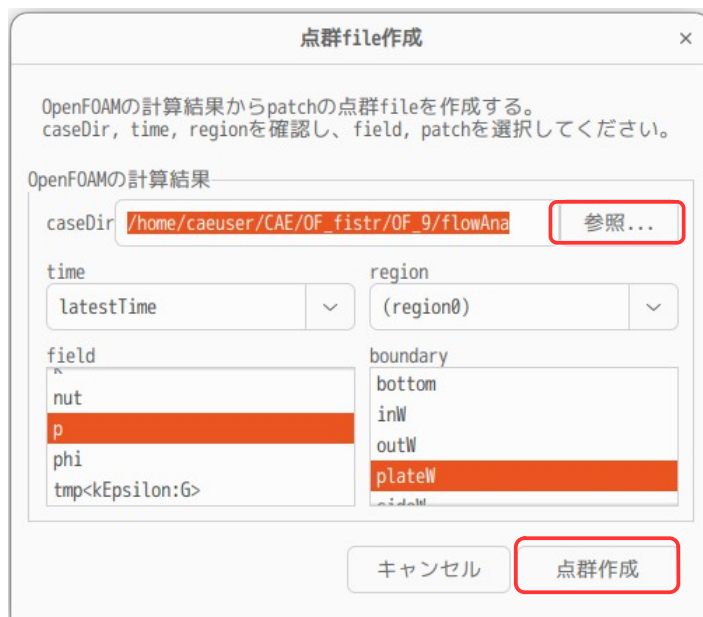 点群file作成
×
OpenFOAMの計算結果からpatchの点群fileを作成する。
caseDir, time, regionを確認し、field, patchを選択してください。
OpenFOAMの計算結果
caseDir /home/caeuser/CAE/OF_fistr/OF_9/flowAna 参照...
time region
latestTime (region0)
field boundary
nut
p
phi
tmp<kEpsilon:G>
bottom
inW
outW
plateW
キャンセル 点群作成